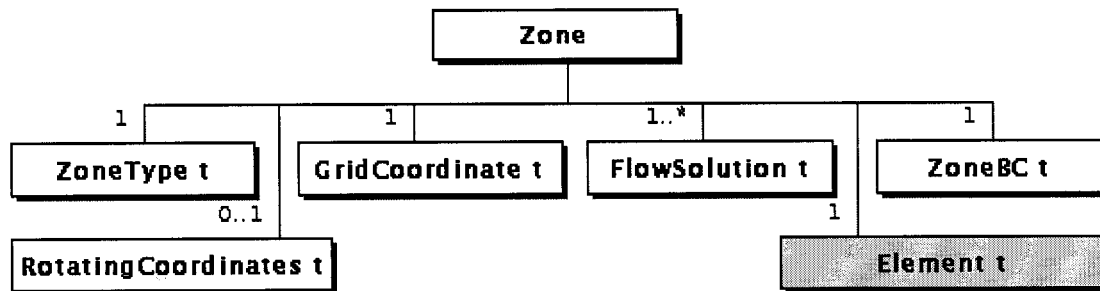 Zone
1
1
1..*
1
ZoneType t
GridCoordinate t
FlowSolution t
ZoneBC t
0..1
1
RotatingCoordinates t
Element t